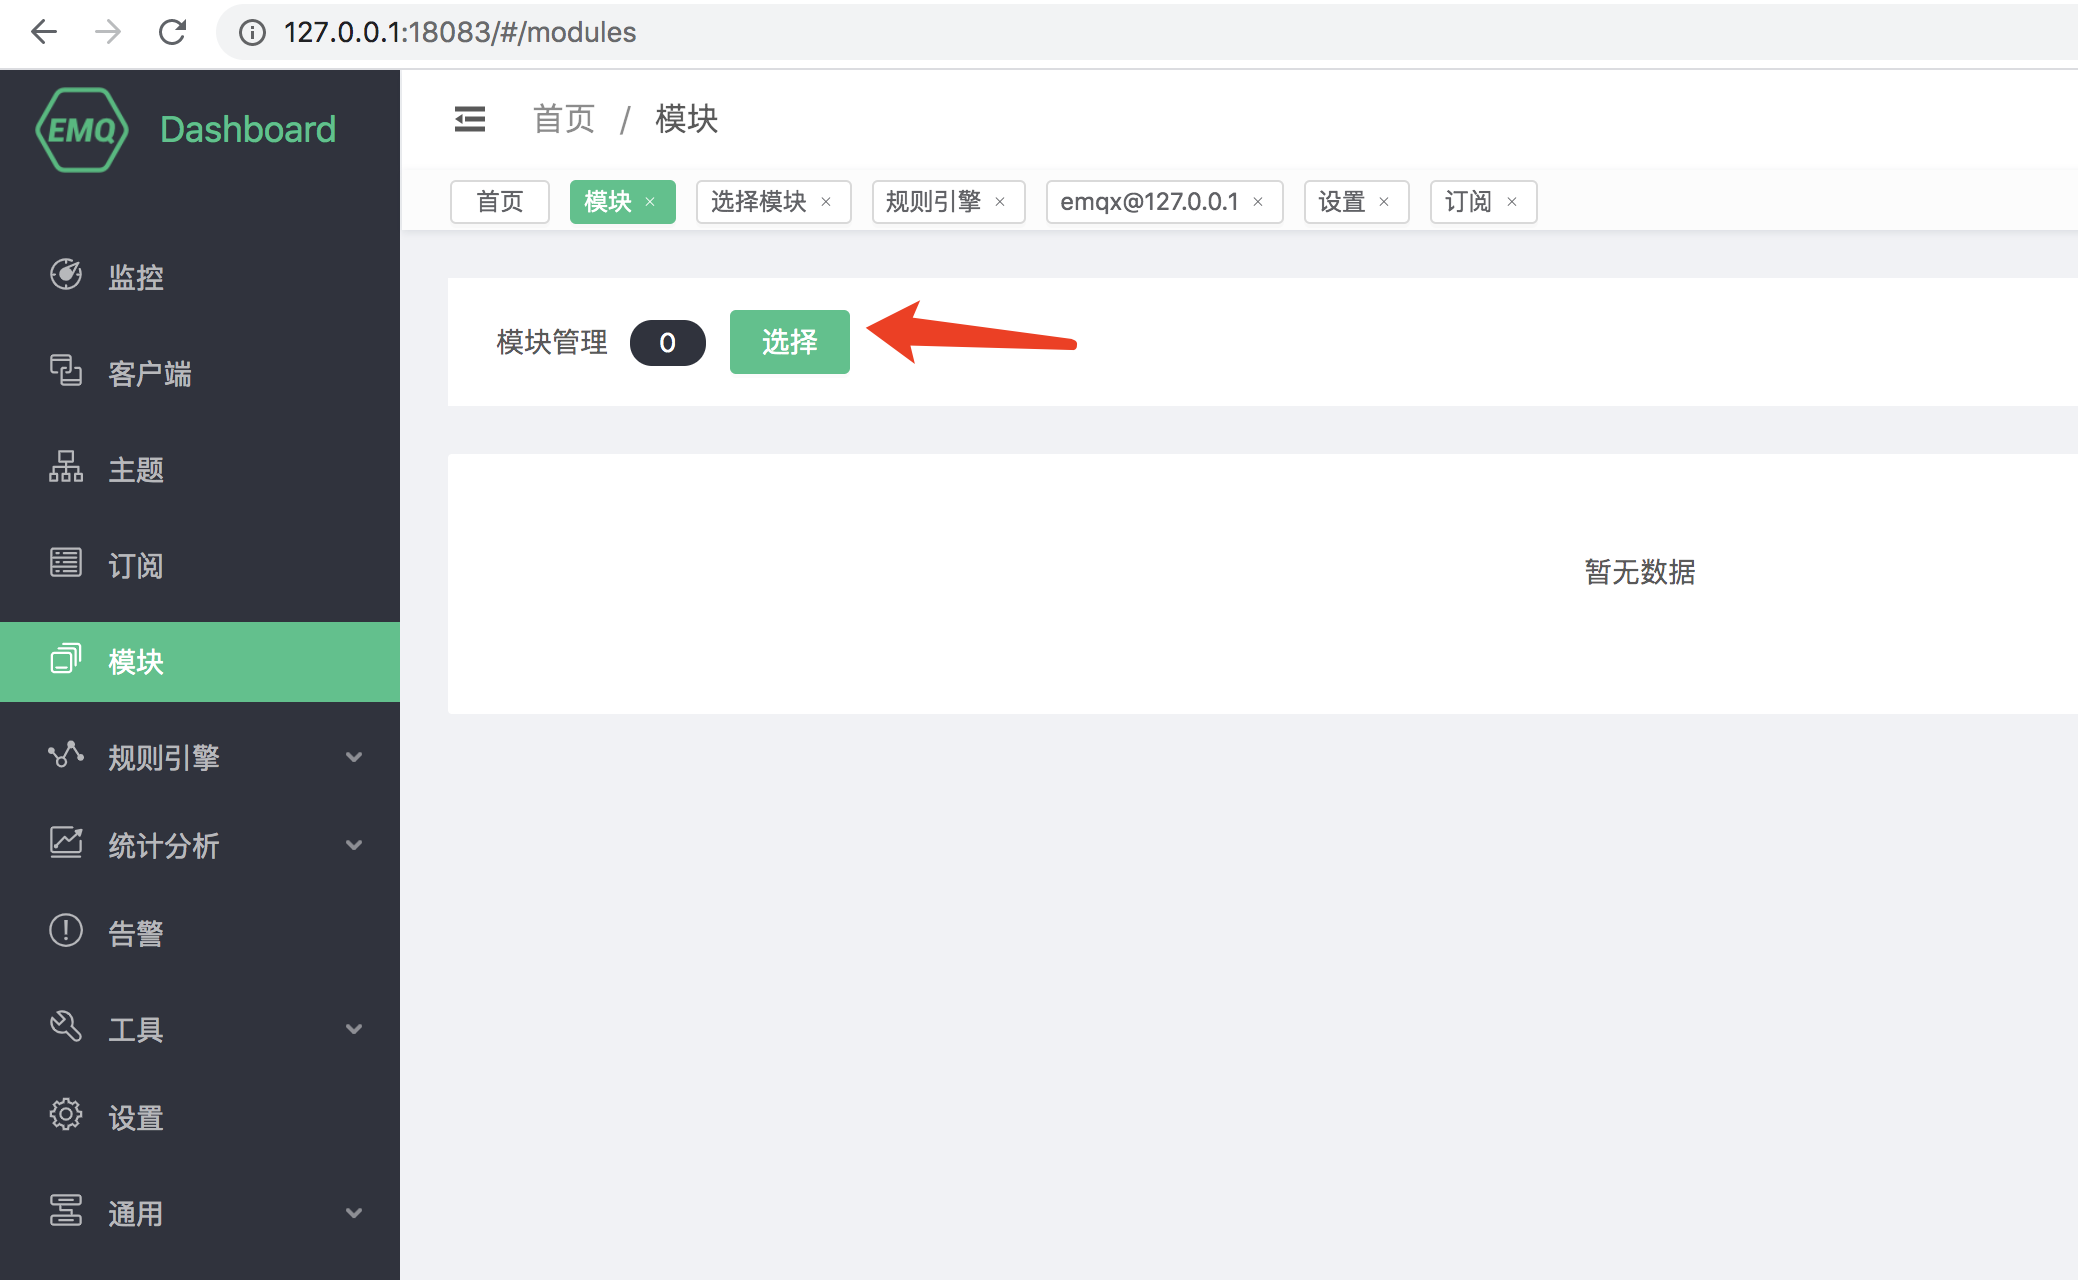 127.0.0.1:18083/#/modules
EMQ Dashboard
首页 / 模块
首页 模块 × 选择模块 × 规则引擎 × emqx@127.0.0.1 × 设置 × 订阅 ×
监控
客户端
主题
订阅
模块
规则引擎
统计分析
告警
工具
设置
通用
模块管理 0 选择
暂无数据